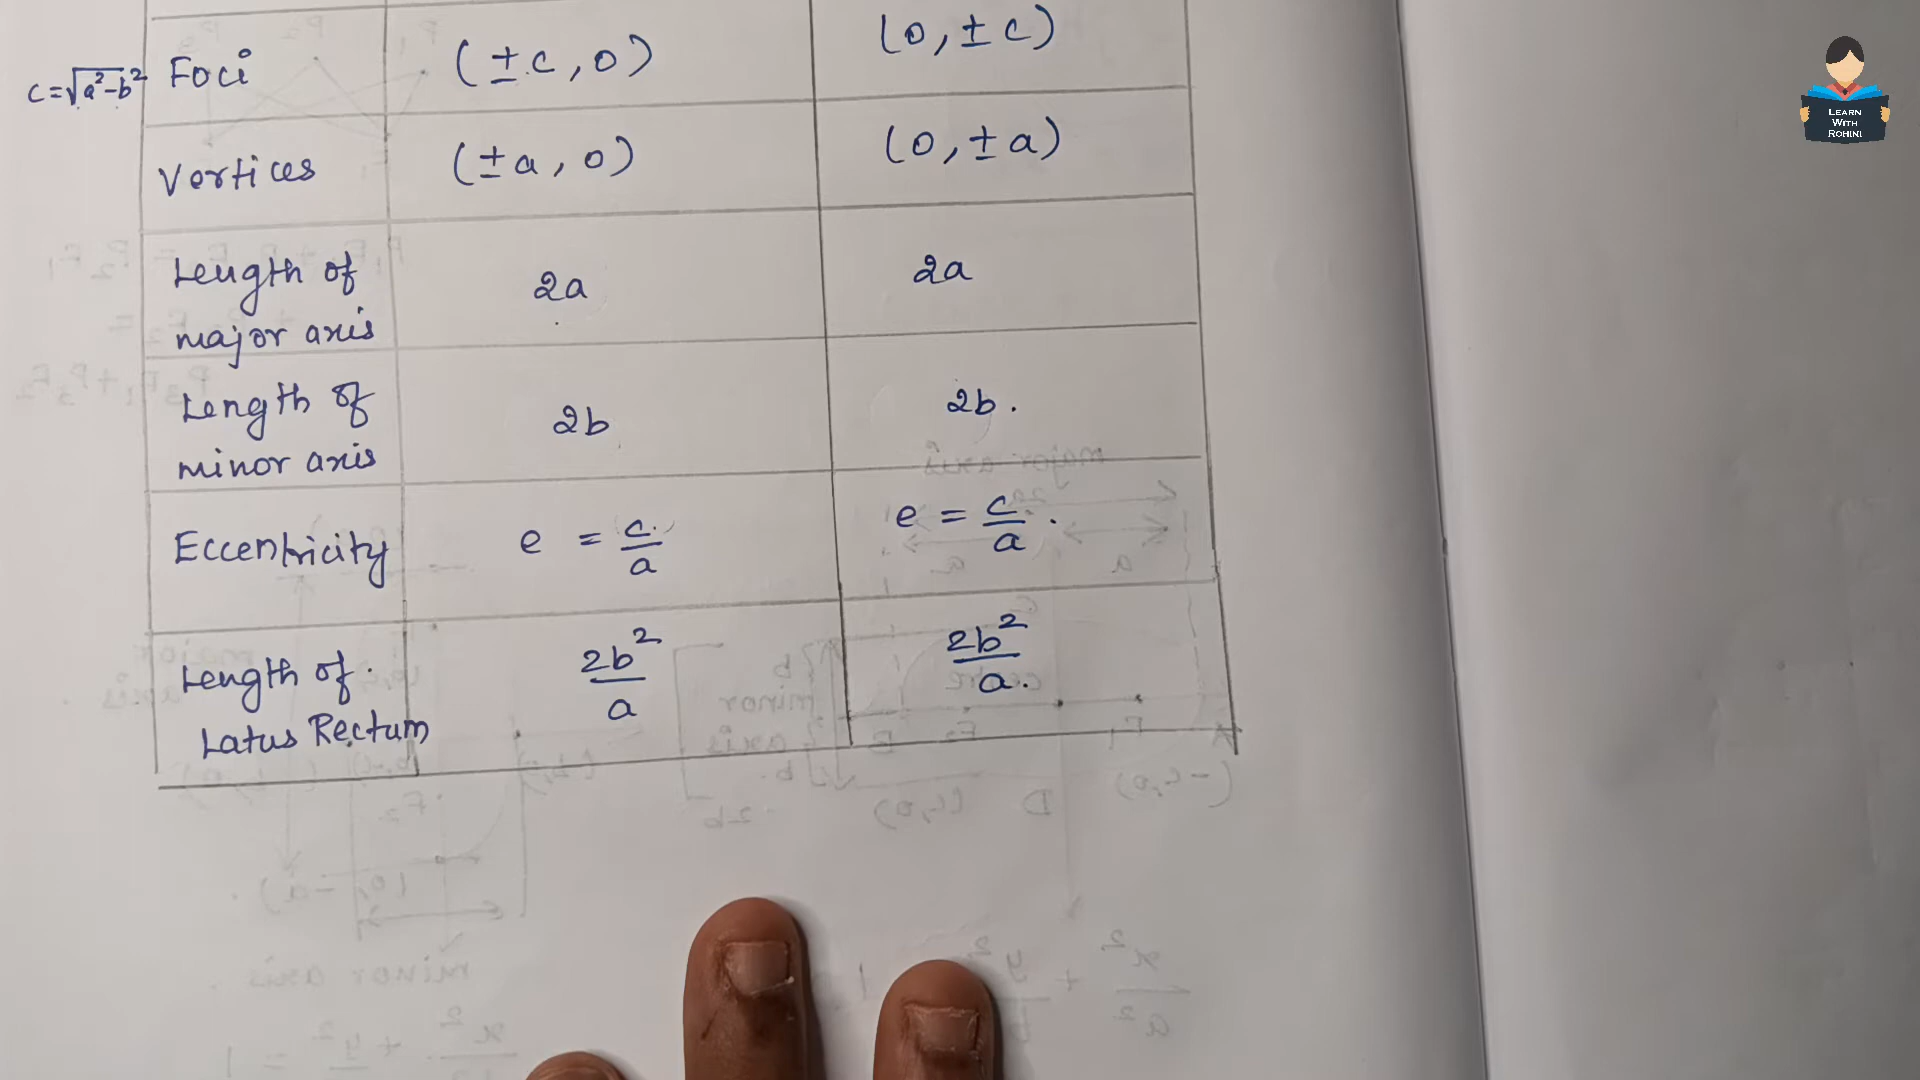 c=√a²-b²
Foci (±c, 0) (0, ±c)
Vertices (±a, 0) (0, ±a)
Length of
major axis
2a 2a
Length of
minor axis
2b 2b.
Eccentricity e = c/a e = c/a.
Length of
Latus Rectum
2b²/a 2b²/a.
LEARN
WITH
ROHINI